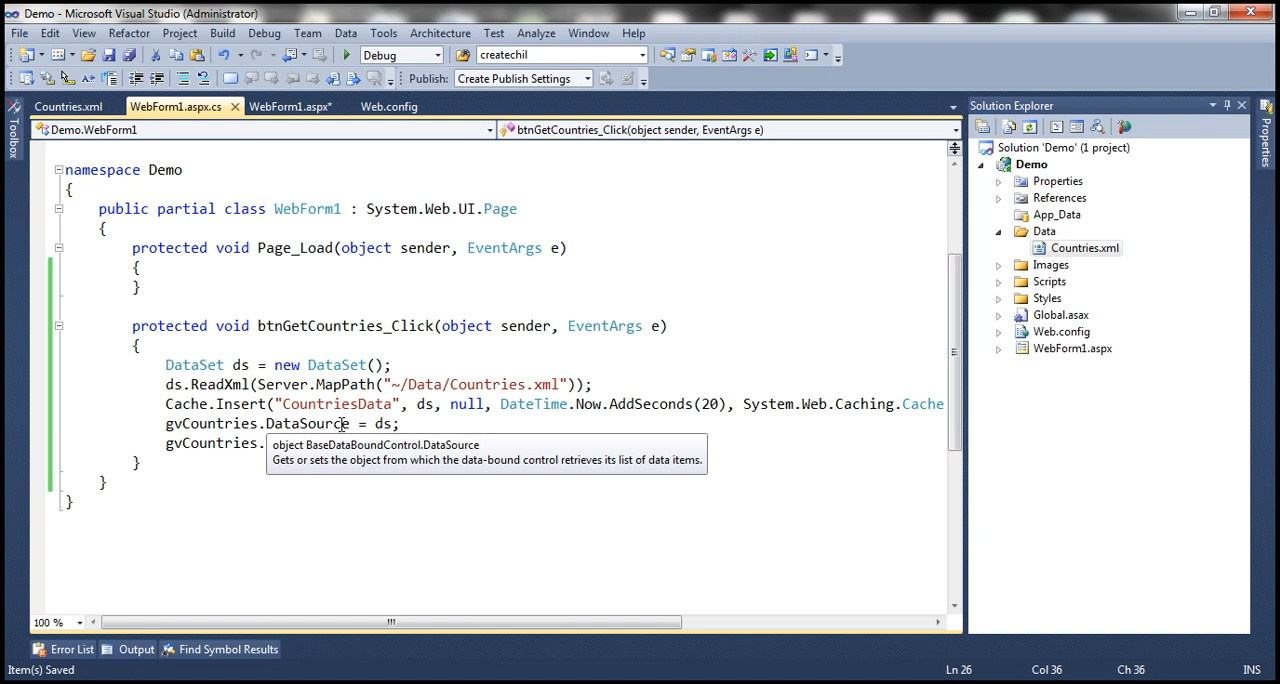 Demo - Microsoft Visual Studio (Administrator)
File Edit View Refactor Project Build Debug Team Data Tools Architecture Test Analyze Window Help
Debug createchil
Publish: Create Publish Settings
Countries.xml WebForm1.aspx.cs WebForm1.aspx* Web.config
Demo.WebForm1 btnGetCountries_Click(object sender, EventArgs e)
namespace Demo
{
public partial class WebForm1 : System.Web.UI.Page
{
protected void Page_Load(object sender, EventArgs e)
{
}
protected void btnGetCountries_Click(object sender, EventArgs e)
{
DataSet ds = new DataSet();
ds.ReadXml(Server.MapPath("~/Data/Countries.xml"));
Cache.Insert("CountriesData", ds, null, DateTime.Now.AddSeconds(20), System.Web.Caching.Cache
gvCountries.DataSource = ds;
gvCountries.
object BaseDataBoundControl.DataSource
Gets or sets the object from which the data-bound control retrieves its list of data items.
}
}
}
100 %
Toolbox
Solution Explorer
Solution 'Demo' (1 project)
Demo
Properties
References
App_Data
Data
Countries.xml
Images
Scripts
Styles
Global.asax
Web.config
WebForm1.aspx
Properties
Error List Output Find Symbol Results
Item(s) Saved Ln 26 Col 36 Ch 36 INS